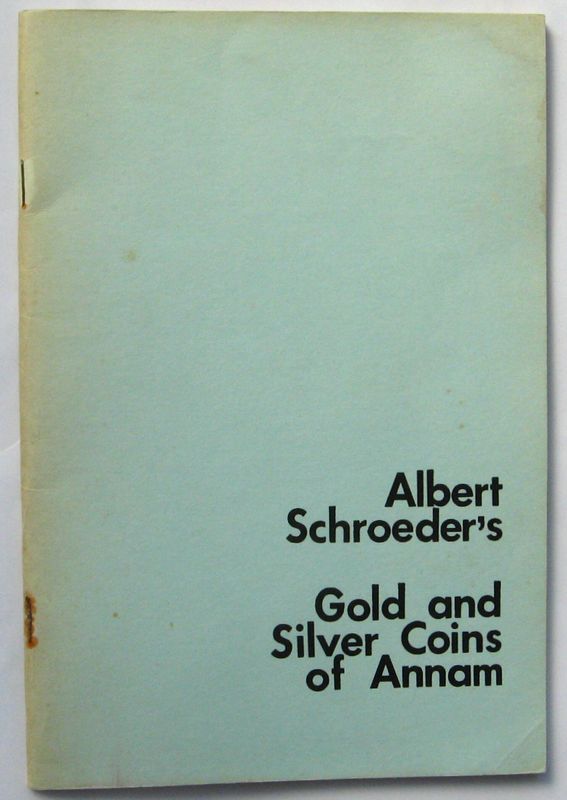 Albert
Schroeder's
Gold and
Silver Coins
of Annam